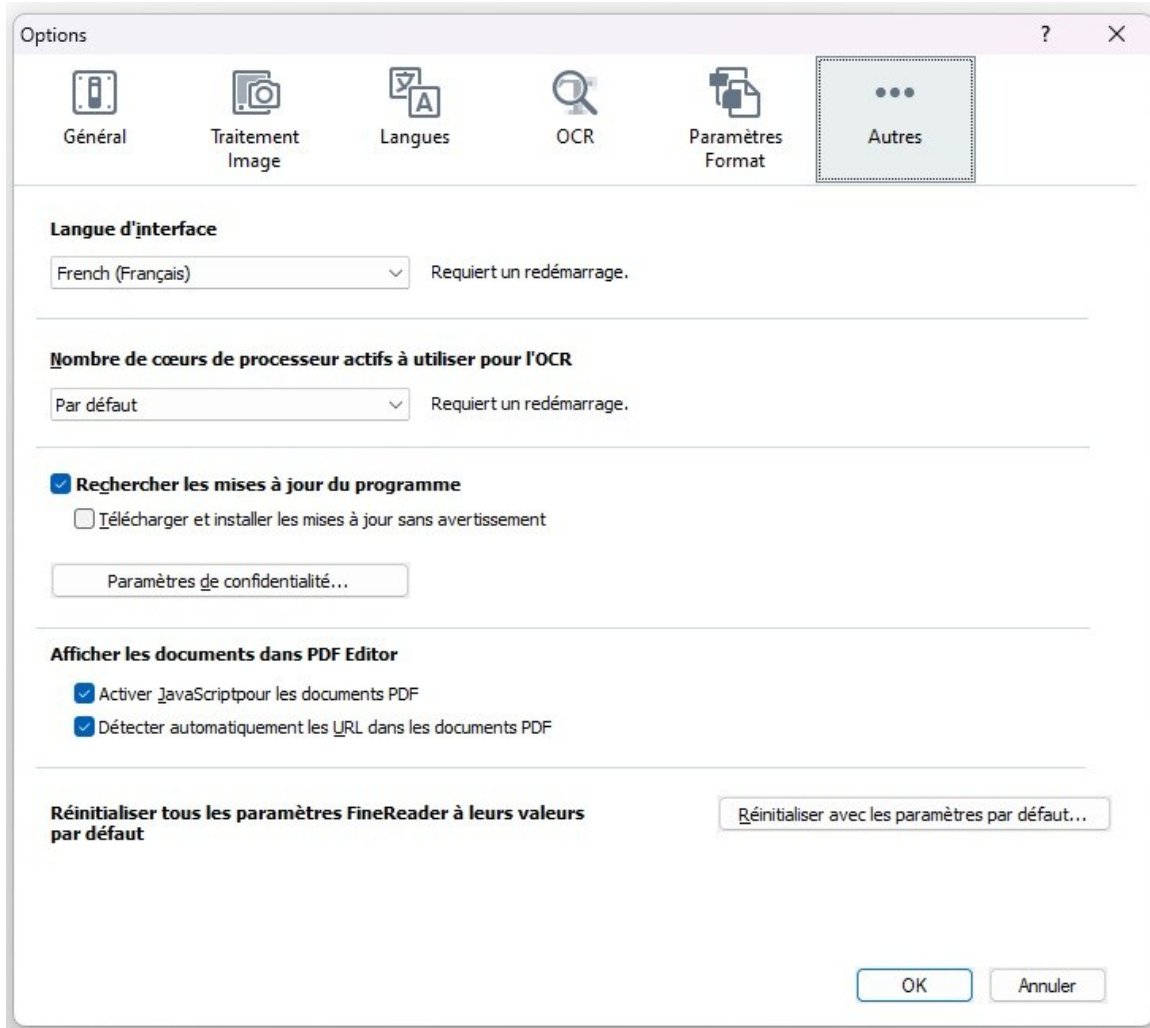 Options
?
Général
Traitement
Image
Langues
OCR
Paramètres
Format
Autres
Langue d'interface
French (Français)
Requiert un redémarrage.
Nombre de cœurs de processeur actifs à utiliser pour l'OCR
Par défaut
Requiert un redémarrage.
Rechercher les mises à jour du programme
Télécharger et installer les mises à jour sans avertissement
Paramètres de confidentialité...
Afficher les documents dans PDF Editor
Activer JavaScriptpour les documents PDF
Détecter automatiquement les URL dans les documents PDF
Réinitialiser tous les paramètres FineReader à leurs valeurs
par défaut
Réinitialiser avec les paramètres par défaut...
OK
Annuler